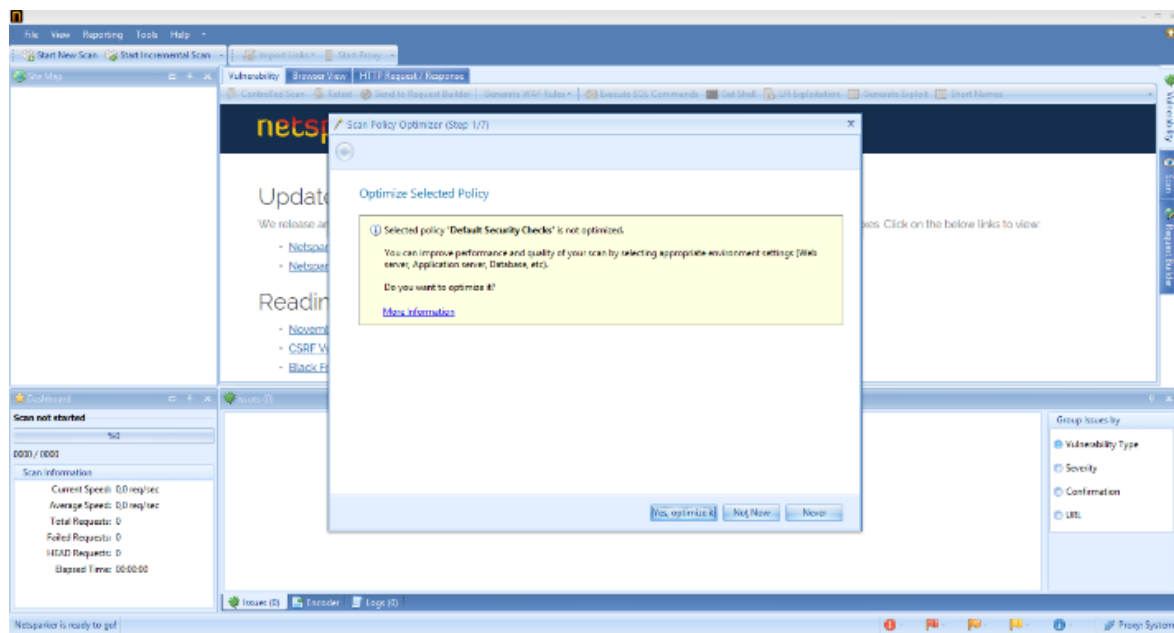 File View Reporting Tools Help
Start New Scan Start Incremental Scan Import Links Start Proxy
Site Map
Vulnerability Browser View HTTP Request / Response
Controlled Scan Retest Send to Request Builder Generate WAF Rules Execute SQL Commands Get Shell LFI Exploitation Generate Exploit Short Names
netsp
Scan Policy Optimizer (Step 1/7)
Optimize Selected Policy
Selected policy 'Default Security Checks' is not optimized.
You can improve performance and quality of your scan by selecting appropriate environment settings (Web
server, Application server, Database, etc).
Do you want to optimize it?
More Information
Yes, optimize it! Not Now Never
Update
We release an
xes. Click on the below links to view:
- Netspar
- Netspar
Readin
- Novemb
- CSRF Vu
- Black Fr
Vulnerability
Scan
Request Builder
Dashboard
Scan not started
%0
0000 / 0000
Scan Information
Current Speed: 0,0 req/sec
Average Speed: 0,0 req/sec
Total Requests: 0
Failed Requests: 0
HEAD Requests: 0
Elapsed Time: 00:00:00
Issues (0)
Group Issues by
Vulnerability Type
Severity
Confirmation
URL
Issues (0) Encoder Logs (0)
Netsparker is ready to go!
Proxy: System